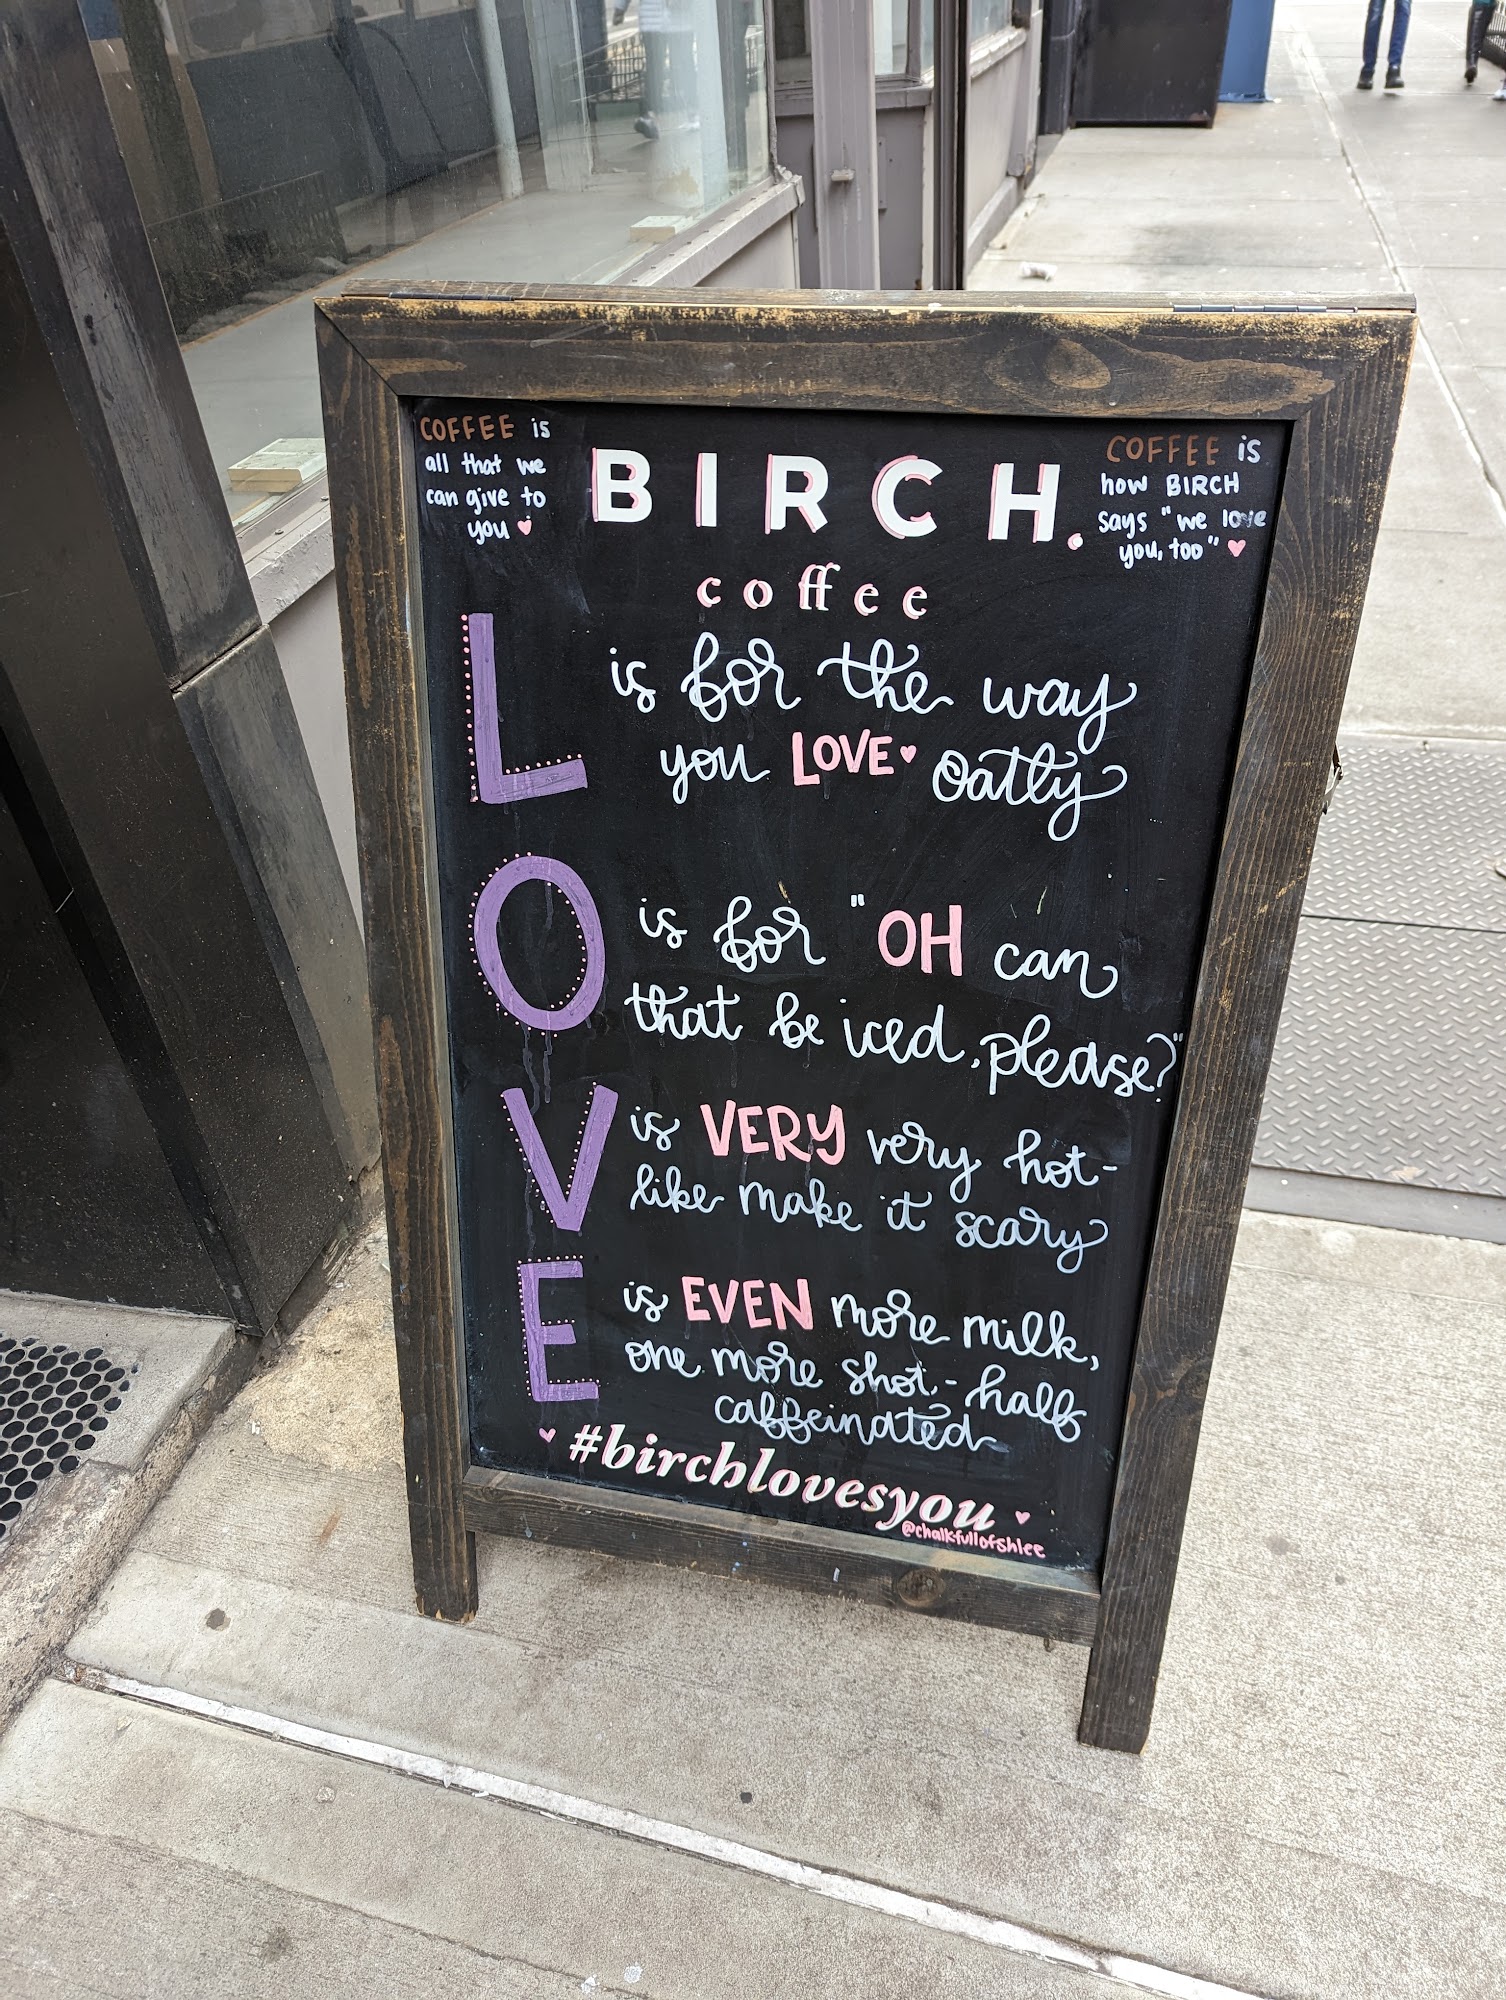 COFFEE is
all that we
can give to
you
BIRCH.
coffee
COFFEE is
how BIRCH
says "we love
you, too"
L is for the way
you LOVE oatly
O is for "OH can
that be iced, please?"
V is VERY very hot-
like make it scary
E is EVEN more milk,
one more shot,- half
caffeinated
#birchlovesyou
@chalkfullofshlee